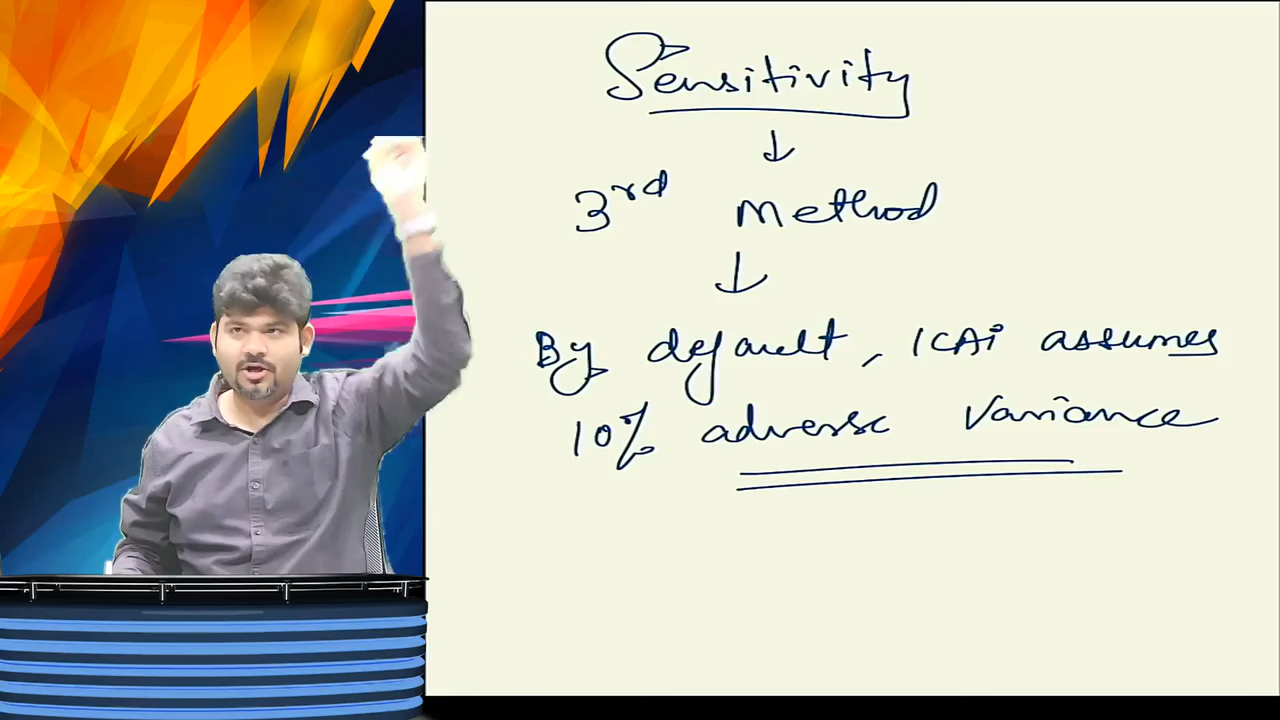 Sensitivity
↓
3rd Method
↓
By default, ICAi assumes
10% adverse Variance